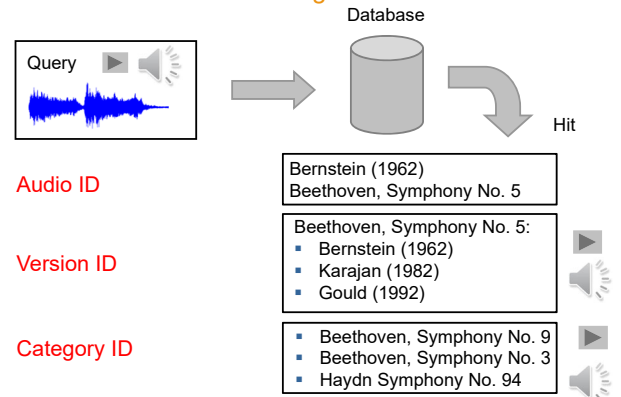 Database
Query
Hit
Audio ID
Bernstein (1962)
Beethoven, Symphony No. 5
Version ID
Beethoven, Symphony No. 5:
▪ Bernstein (1962)
▪ Karajan (1982)
▪ Gould (1992)
Category ID
▪ Beethoven, Symphony No. 9
▪ Beethoven, Symphony No. 3
▪ Haydn Symphony No. 94